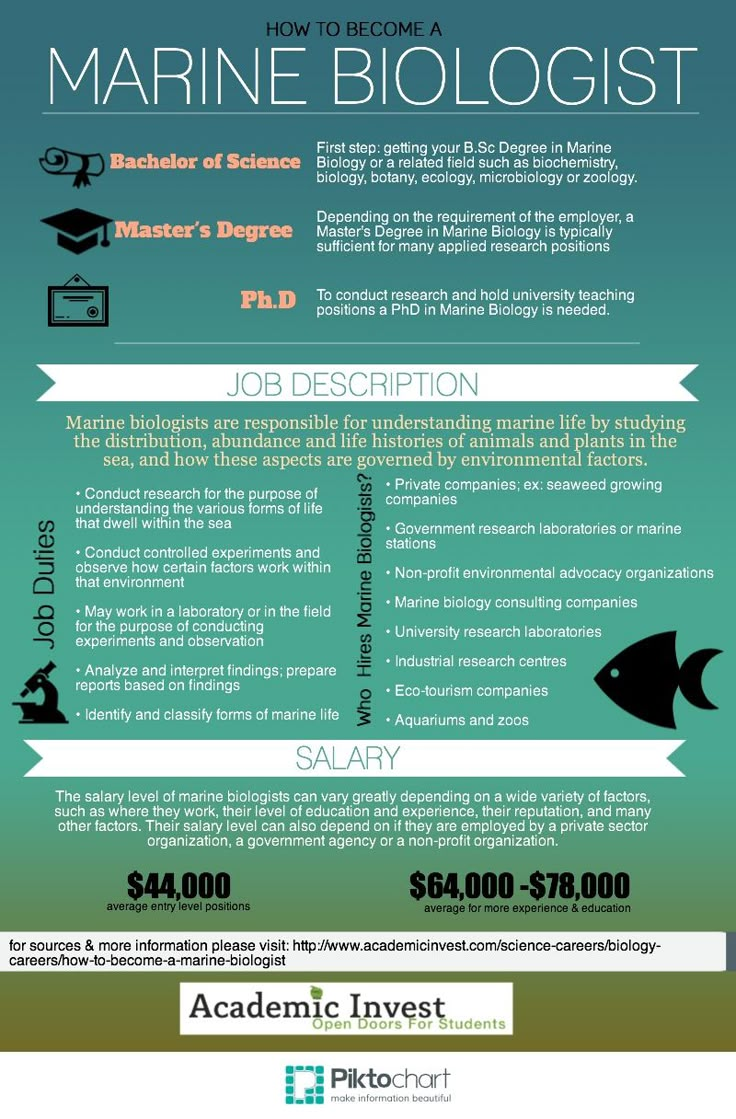 HOW TO BECOME A
MARINE BIOLOGIST
Bachelor of Science
First step: getting your B.Sc Degree in Marine
Biology or a related field such as biochemistry,
biology, botany, ecology, microbiology or zoology.
Master's Degree
Depending on the requirement of the employer, a
Master's Degree in Marine Biology is typically
sufficient for many applied research positions
Ph.D
To conduct research and hold university teaching
positions a PhD in Marine Biology is needed.
JOB DESCRIPTION
Marine biologists are responsible for understanding marine life by studying
the distribution, abundance and life histories of animals and plants in the
sea, and how these aspects are governed by environmental factors.
Job Duties
• Conduct research for the purpose of
understanding the various forms of life
that dwell within the sea
• Conduct controlled experiments and
observe how certain factors work within
that environment
• May work in a laboratory or in the field
for the purpose of conducting
experiments and observation
• Analyze and interpret findings; prepare
reports based on findings
• Identify and classify forms of marine life
Who Hires Marine Biologists?
• Private companies; ex: seaweed growing
companies
• Government research laboratories or marine
stations
• Non-profit environmental advocacy organizations
• Marine biology consulting companies
• University research laboratories
• Industrial research centres
• Eco-tourism companies
• Aquariums and zoos
SALARY
The salary level of marine biologists can vary greatly depending on a wide variety of factors,
such as where they work, their level of education and experience, their reputation, and many
other factors. Their salary level can also depend on if they are employed by a private sector
organization, a government agency or a non-profit organization.
$44,000
average entry level positions
$64,000 -$78,000
average for more experience & education
for sources & more information please visit: http://www.academicinvest.com/science-careers/biology-
careers/how-to-become-a-marine-biologist
Academic Invest
Open Doors For Students
Piktochart
make information beautiful